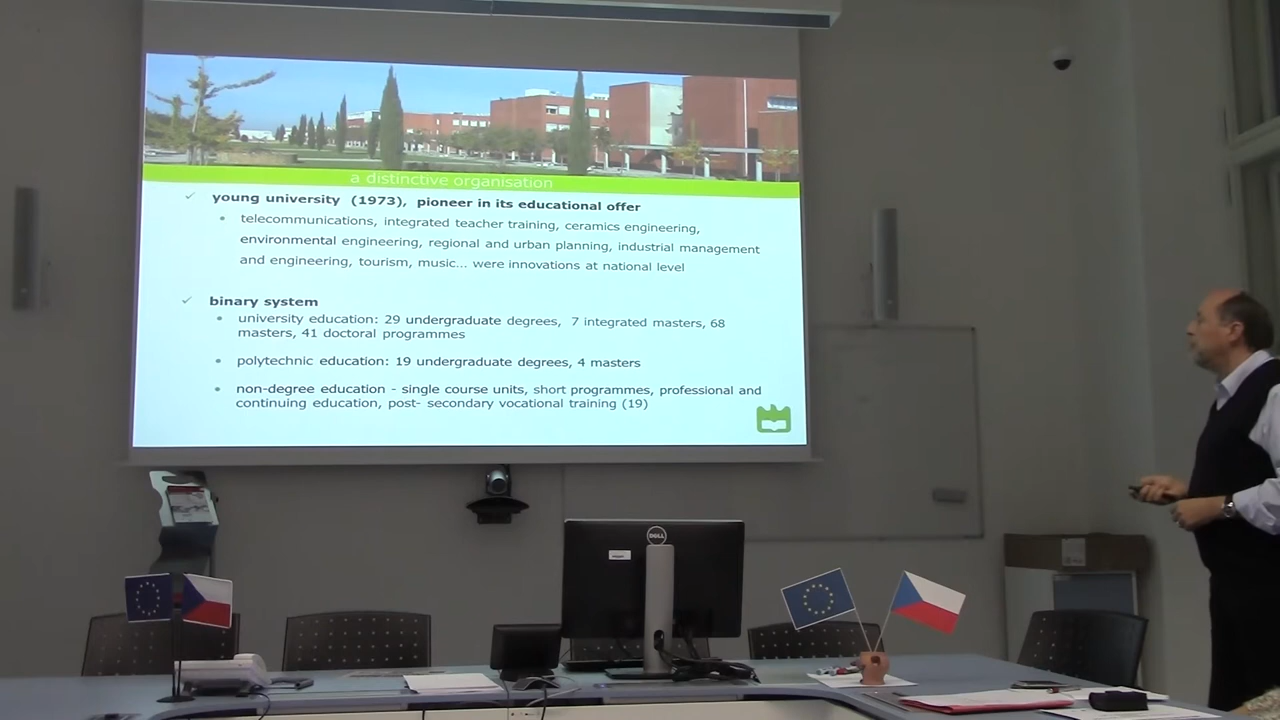 a distinctive organisation
young university (1973), pioneer in its educational offer
telecommunications, integrated teacher training, ceramics engineering,
environmental engineering, regional and urban planning, industrial management
and engineering, tourism, music... were innovations at national level
binary system
university education: 29 undergraduate degrees, 7 integrated masters, 68
masters, 41 doctoral programmes
polytechnic education: 19 undergraduate degrees, 4 masters
non-degree education - single course units, short programmes, professional and
continuing education, post- secondary vocational training (19)
DELL